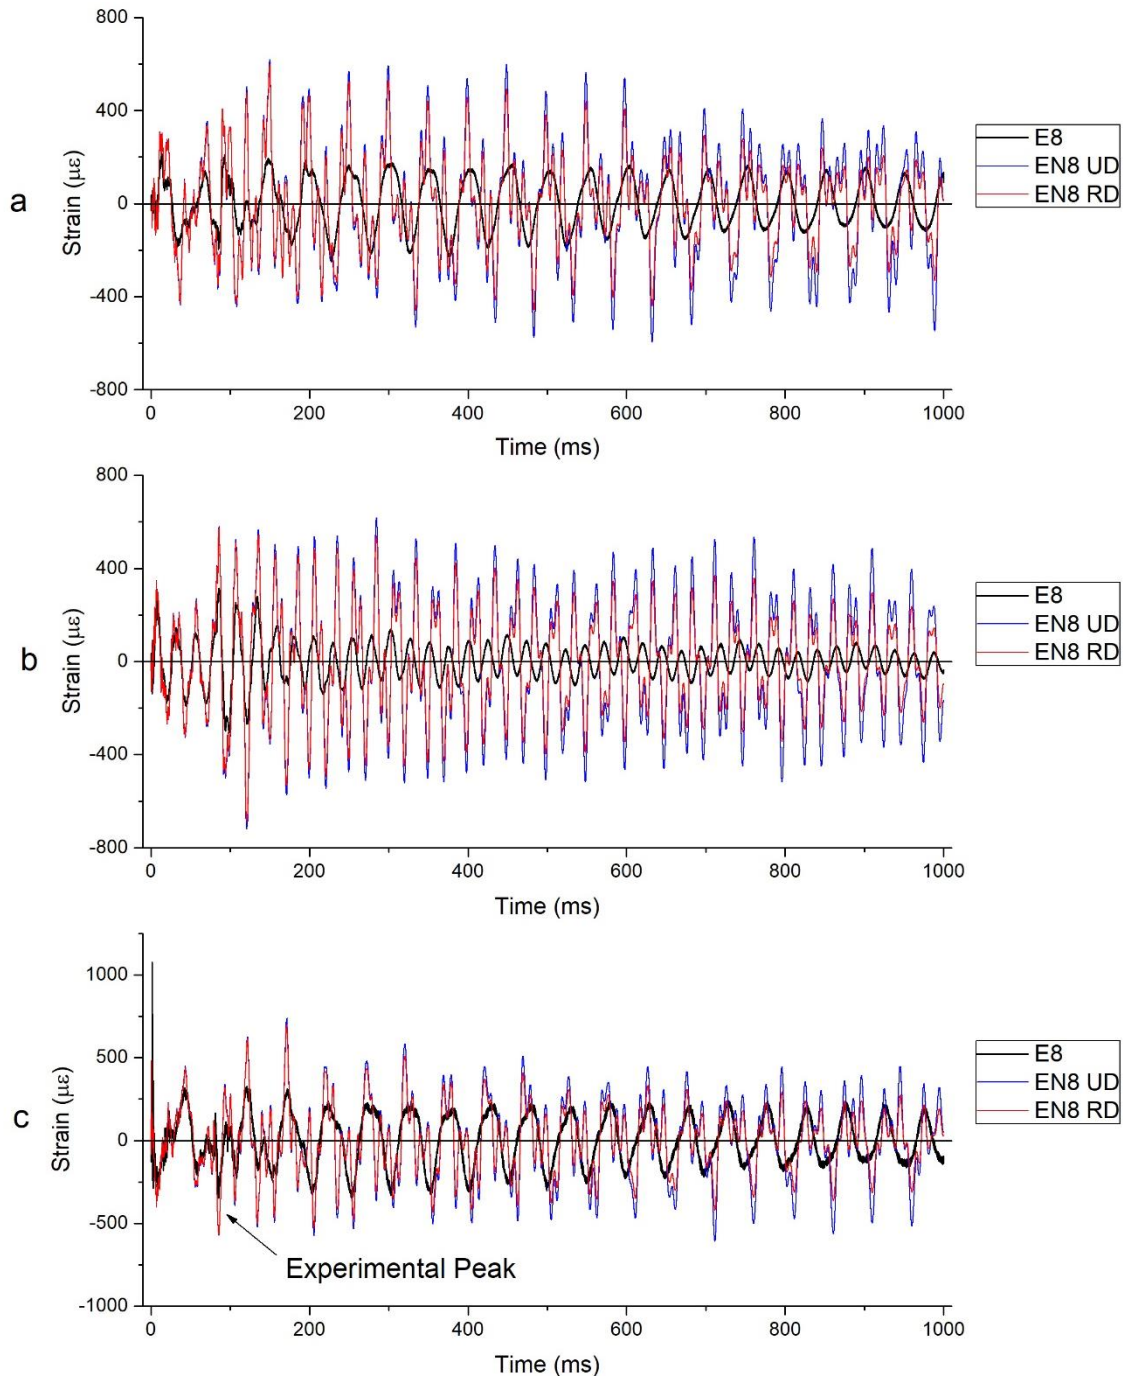 a
Strain (με)
800
400
0
-400
-800
0 200 400 600 800 1000
Time (ms)
E8
EN8 UD
EN8 RD
b
Strain (με)
800
400
0
-400
-800
0 200 400 600 800 1000
Time (ms)
E8
EN8 UD
EN8 RD
c
Strain (με)
1000
500
0
-500
-1000
Experimental Peak
0 200 400 600 800 1000
Time (ms)
E8
EN8 UD
EN8 RD